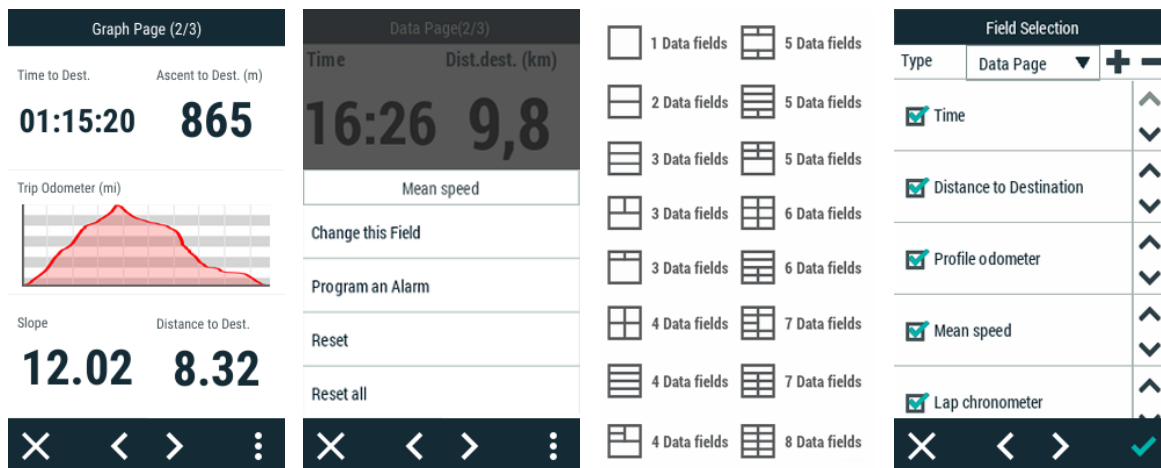 Graph Page (2/3)
Time to Dest. Ascent to Dest. (m)
01:15:20 865
Trip Odometer (mi)
Slope Distance to Dest.
12.02 8.32
Data Page(2/3)
Time Dist.dest. (km)
16:26 9,8
Mean speed
Change this Field
Program an Alarm
Reset
Reset all
1 Data fields 5 Data fields
2 Data fields 5 Data fields
3 Data fields 5 Data fields
3 Data fields 6 Data fields
3 Data fields 6 Data fields
4 Data fields 7 Data fields
4 Data fields 7 Data fields
4 Data fields 8 Data fields
Field Selection
Type Data Page
Time
Distance to Destination
Profile odometer
Mean speed
Lap chronometer